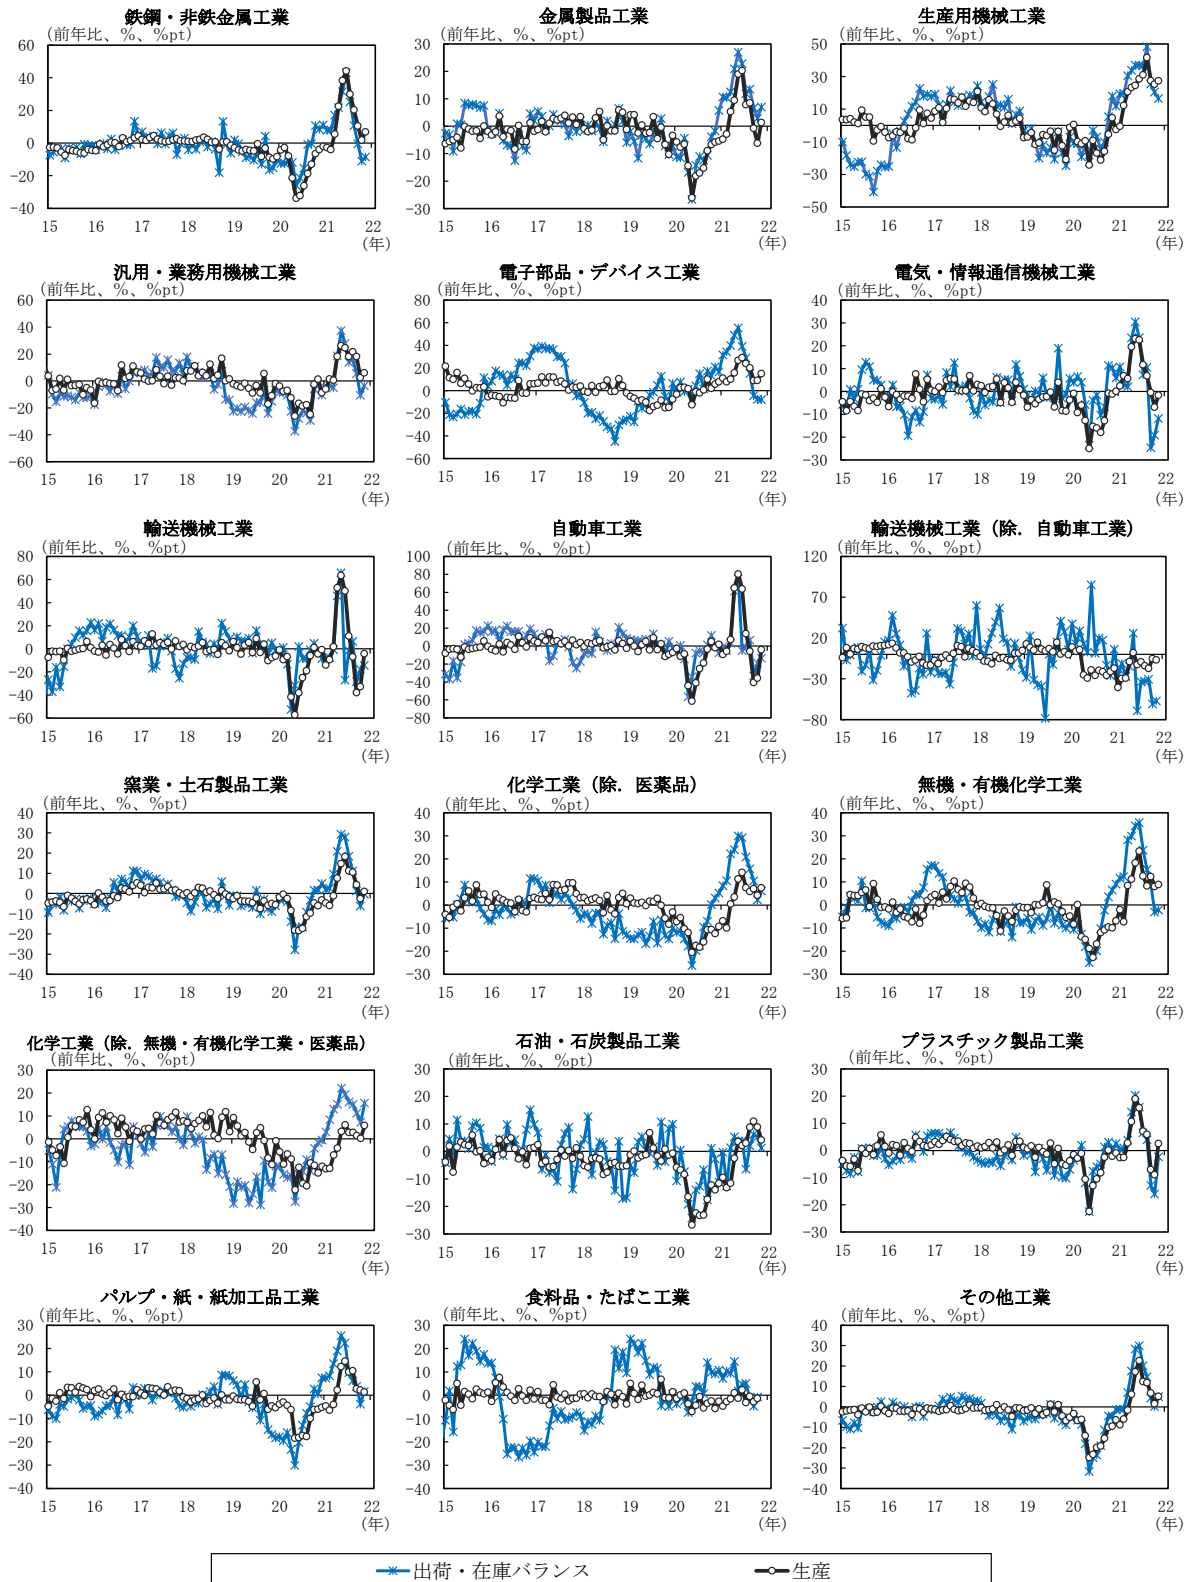 鉄鋼・非鉄金属工業
(前年比、%、%pt)
60
40
20
0
−20
−40
15 16 17 18 19 20 21 22
(年)
金属製品工業
(前年比、%、%pt)
30
20
10
0
−10
−20
−30
15 16 17 18 19 20 21 22
(年)
生産用機械工業
(前年比、%、%pt)
50
30
10
−10
−30
−50
15 16 17 18 19 20 21 22
(年)
汎用・業務用機械工業
(前年比、%、%pt)
60
40
20
0
−20
−40
−60
15 16 17 18 19 20 21 22
(年)
電子部品・デバイス工業
(前年比、%、%pt)
80
60
40
20
0
−20
−40
−60
15 16 17 18 19 20 21 22
(年)
電気・情報通信機械工業
(前年比、%、%pt)
40
30
20
10
0
−10
−20
−30
15 16 17 18 19 20 21 22
(年)
輸送機械工業
(前年比、%、%pt)
80
60
40
20
0
−20
−40
−60
15 16 17 18 19 20 21 22
(年)
自動車工業
(前年比、%、%pt)
100
80
60
40
20
0
−20
−40
−60
−80
15 16 17 18 19 20 21 22
(年)
輸送機械工業（除．自動車工業）
(前年比、%、%pt)
120
70
20
−30
−80
15 16 17 18 19 20 21 22
(年)
窯業・土石製品工業
(前年比、%、%pt)
40
30
20
10
0
−10
−20
−30
−40
15 16 17 18 19 20 21 22
(年)
化学工業（除．医薬品）
(前年比、%、%pt)
40
30
20
10
0
−10
−20
−30
15 16 17 18 19 20 21 22
(年)
無機・有機化学工業
(前年比、%、%pt)
40
30
20
10
0
−10
−20
−30
15 16 17 18 19 20 21 22
(年)
化学工業（除．無機・有機化学工業・医薬品）
(前年比、%、%pt)
30
20
10
0
−10
−20
−30
−40
15 16 17 18 19 20 21 22
(年)
石油・石炭製品工業
(前年比、%、%pt)
30
20
10
0
−10
−20
−30
15 16 17 18 19 20 21 22
(年)
プラスチック製品工業
(前年比、%、%pt)
30
20
10
0
−10
−20
−30
15 16 17 18 19 20 21 22
(年)
パルプ・紙・紙加工品工業
(前年比、%、%pt)
30
20
10
0
−10
−20
−30
−40
15 16 17 18 19 20 21 22
(年)
食料品・たばこ工業
(前年比、%、%pt)
30
20
10
0
−10
−20
−30
−40
15 16 17 18 19 20 21 22
(年)
その他工業
(前年比、%、%pt)
40
30
20
10
0
−10
−20
−30
−40
15 16 17 18 19 20 21 22
(年)
出荷・在庫バランス 生産